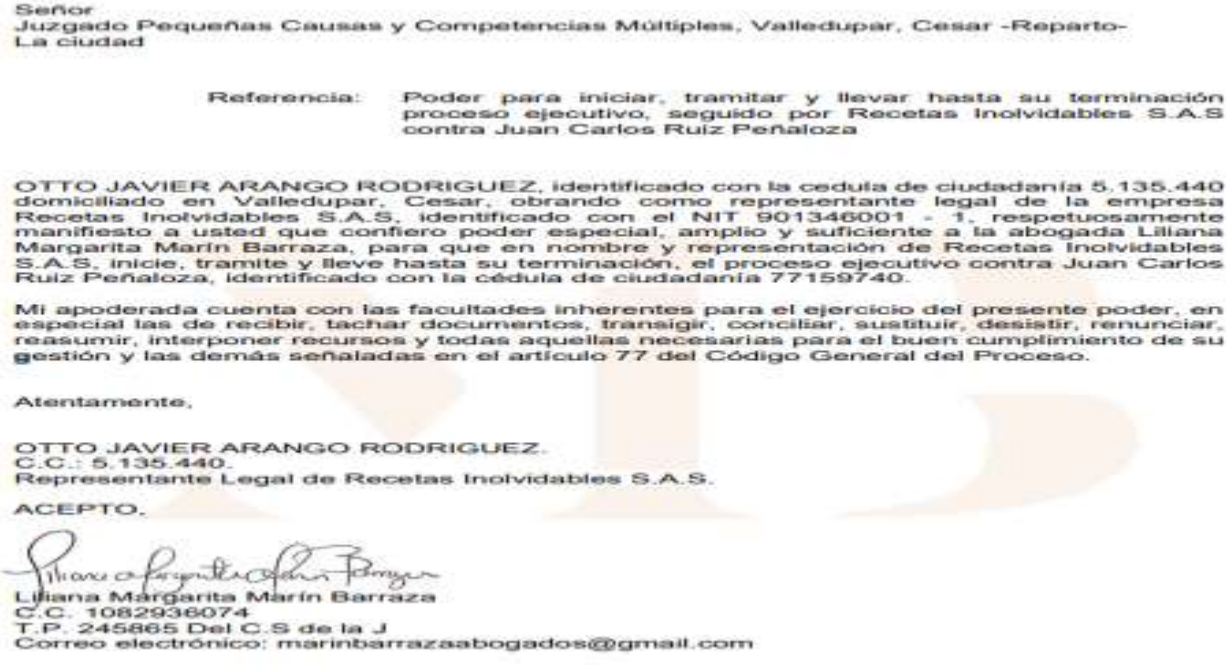 Señor
Juzgado Pequeñas Causas y Competencias Múltiples, Valledupar, Cesar -Reparto-
La ciudad
Referencia: Poder para iniciar, tramitar y llevar hasta su terminación
proceso ejecutivo, seguido por Recetas Inolvidables S.A.S
contra Juan Carlos Ruiz Peñaloza
OTTO JAVIER ARANGO RODRIGUEZ, identificado con la cedula de ciudadanía 5.135.440
domiciliado en Valledupar, Cesar, obrando como representante legal de la empresa
Recetas Inolvidables S.A.S, identificado con el NIT 901346001 - 1, respetuosamente
manifiesto a usted que confiero poder especial, amplio y suficiente a la abogada Liliana
Margarita Marín Barraza, para que en nombre y representación de Recetas Inolvidables
S.A.S, inicie, tramite y lleve hasta su terminación, el proceso ejecutivo contra Juan Carlos
Ruiz Peñaloza, identificado con la cédula de ciudadanía 77159740.
Mi apoderada cuenta con las facultades inherentes para el ejercicio del presente poder, en
especial las de recibir, tachar documentos, transigir, conciliar, sustituir, desistir, renunciar,
reasumir, interponer recursos y todas aquellas necesarias para el buen cumplimiento de su
gestión y las demás señaladas en el artículo 77 del Código General del Proceso.
Atentamente,
OTTO JAVIER ARANGO RODRIGUEZ.
C.C.: 5.135.440.
Representante Legal de Recetas Inolvidables S.A.S.
ACEPTO,
Liliana Margarita Marín Barraza
Liliana Margarita Marín Barraza
C.C. 1082936074
T.P. 245865 Del C.S de la J
Correo electrónico: marinbarrazaabogados@gmail.com